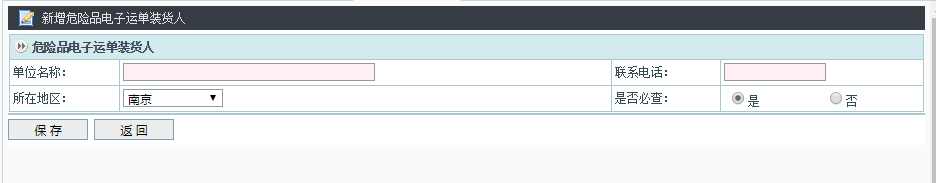 新增危险品电子运单装货人
危险品电子运单装货人
单位名称： 联系电话：
所在地区： 南京 是否必查： 是 否
保 存 返 回